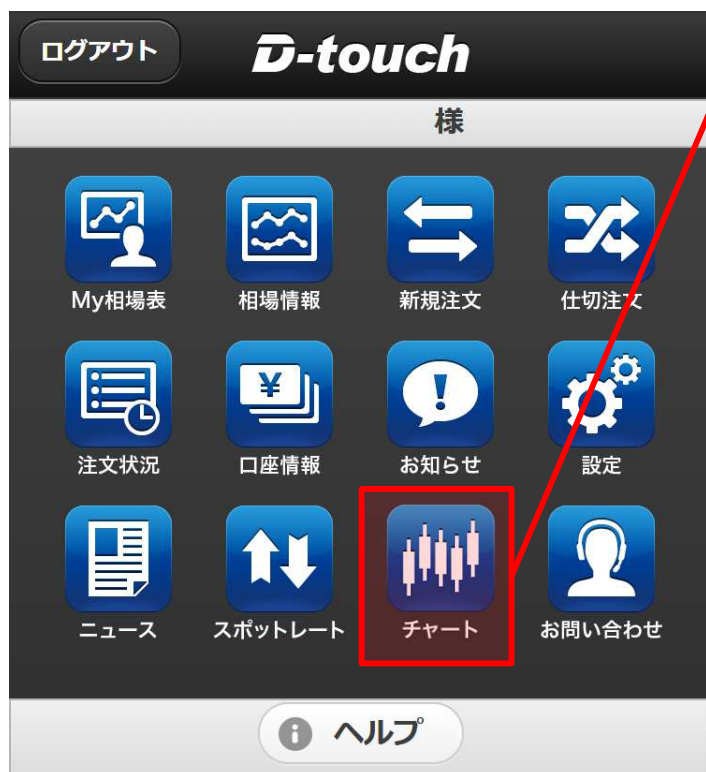 ログアウト D-touch
様
My相場表 相場情報 新規注文 仕切注文
注文状況 口座情報 お知らせ 設定
ニュース スポットレート チャート お問い合わせ
ヘルプ